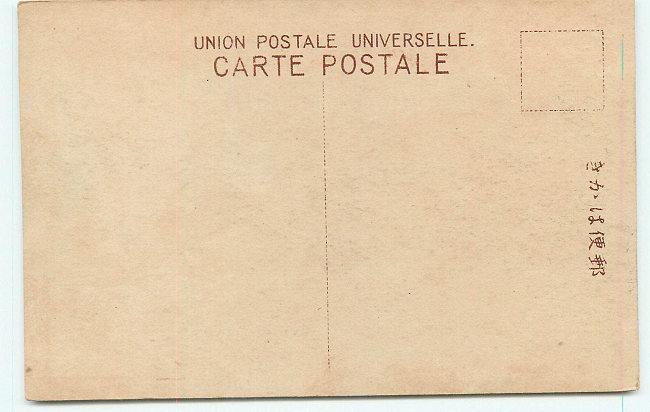 UNION POSTALE UNIVERSELLE.
CARTE POSTALE
郵便はかき